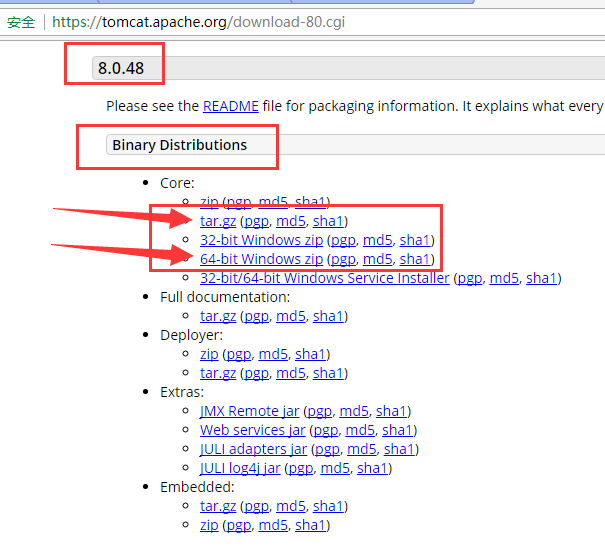 安全 https://tomcat.apache.org/download-80.cgi
8.0.48
Please see the README file for packaging information. It explains what every
Binary Distributions
Core:
zip (pgp, md5, sha1)
tar.gz (pgp, md5, sha1)
32-bit Windows zip (pgp, md5, sha1)
64-bit Windows zip (pgp, md5, sha1)
32-bit/64-bit Windows Service Installer (pgp, md5, sha1)
Full documentation:
tar.gz (pgp, md5, sha1)
Deployer:
zip (pgp, md5, sha1)
tar.gz (pgp, md5, sha1)
Extras:
JMX Remote jar (pgp, md5, sha1)
Web services jar (pgp, md5, sha1)
JULI adapters jar (pgp, md5, sha1)
JULI log4j jar (pgp, md5, sha1)
Embedded:
tar.gz (pgp, md5, sha1)
zip (pgp, md5, sha1)